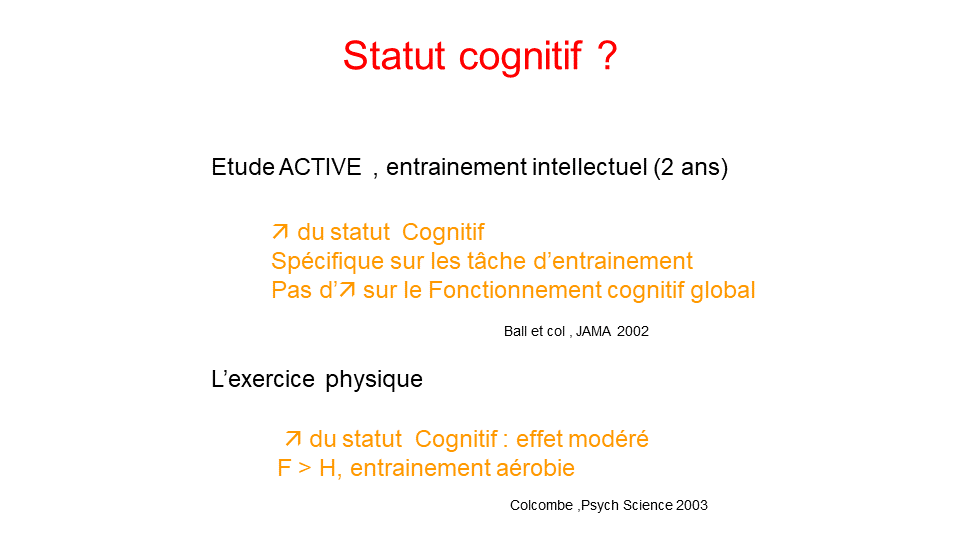 Statut cognitif ?
Etude ACTIVE , entrainement intellectuel (2 ans)
↗ du statut Cognitif
Spécifique sur les tâche d’entrainement
Pas d’↗ sur le Fonctionnement cognitif global
Ball et col , JAMA 2002
L’exercice physique
↗ du statut Cognitif : effet modéré
F > H, entrainement aérobie
Colcombe ,Psych Science 2003